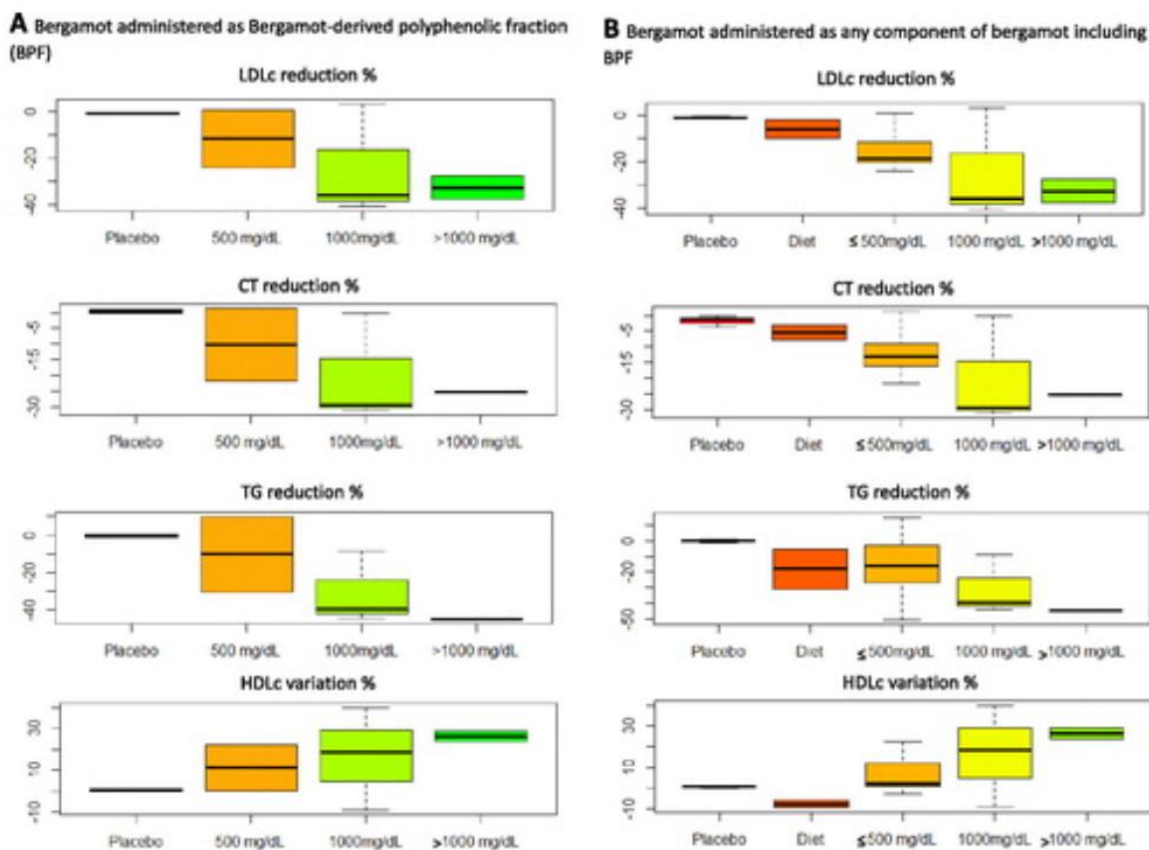 A Bergamot administered as Bergamot-derived polyphenolic fraction
(BPF)
LDLc reduction %
0
-20
-40
Placebo 500 mg/dL 1000mg/dL >1000 mg/dL
CT reduction %
-5
-15
-30
Placebo 500 mg/dL 1000mg/dL >1000 mg/dL
TG reduction %
0
-20
-40
Placebo 500 mg/dL 1000mg/dL >1000 mg/dL
HDLc variation %
30
10
-10
Placebo 500 mg/dL 1000mg/dL >1000 mg/dL
B Bergamot administered as any component of bergamot including
BPF
LDLc reduction %
0
-20
-40
Placebo Diet ≤500mg/dL 1000 mg/dL >1000 mg/dL
CT reduction %
-5
-15
-30
Placebo Diet ≤500mg/dL 1000 mg/dL >1000 mg/dL
TG reduction %
0
-20
-50
Placebo Diet ≤500mg/dL 1000 mg/dL >1000 mg/dL
HDLc variation %
30
10
-10
Placebo Diet ≤500 mg/dL 1000mg/dL >1000 mg/dL